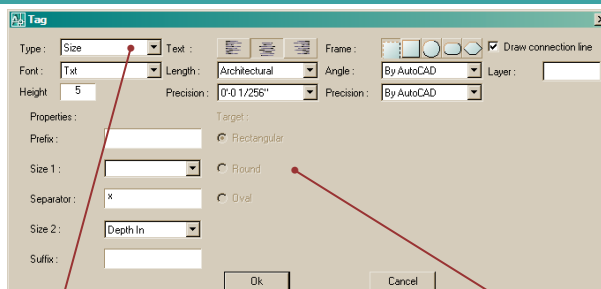 Tag
Type : Size Text : Frame : Draw connection line
Font : Txt Length : Architectural Angle : By AutoCAD Layer :
Height 5 Precision : 0'-0 1/256" Precision : By AutoCAD
Properties : Target :
Prefix : Rectangular
Size 1 : Round
Separator : x Oval
Size 2 : Depth In
Suffix :
Ok Cancel